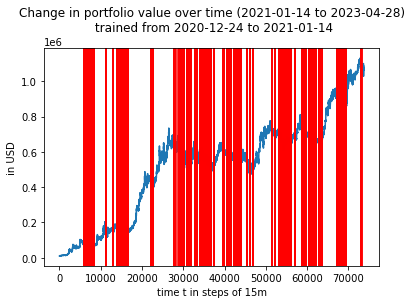 Change in portfolio value over time (2021-01-14 to 2023-04-28)
trained from 2020-12-24 to 2021-01-14
1e6
1.0
0.8
0.6
0.4
0.2
0.0
in USD
0 10000 20000 30000 40000 50000 60000 70000
time t in steps of 15m